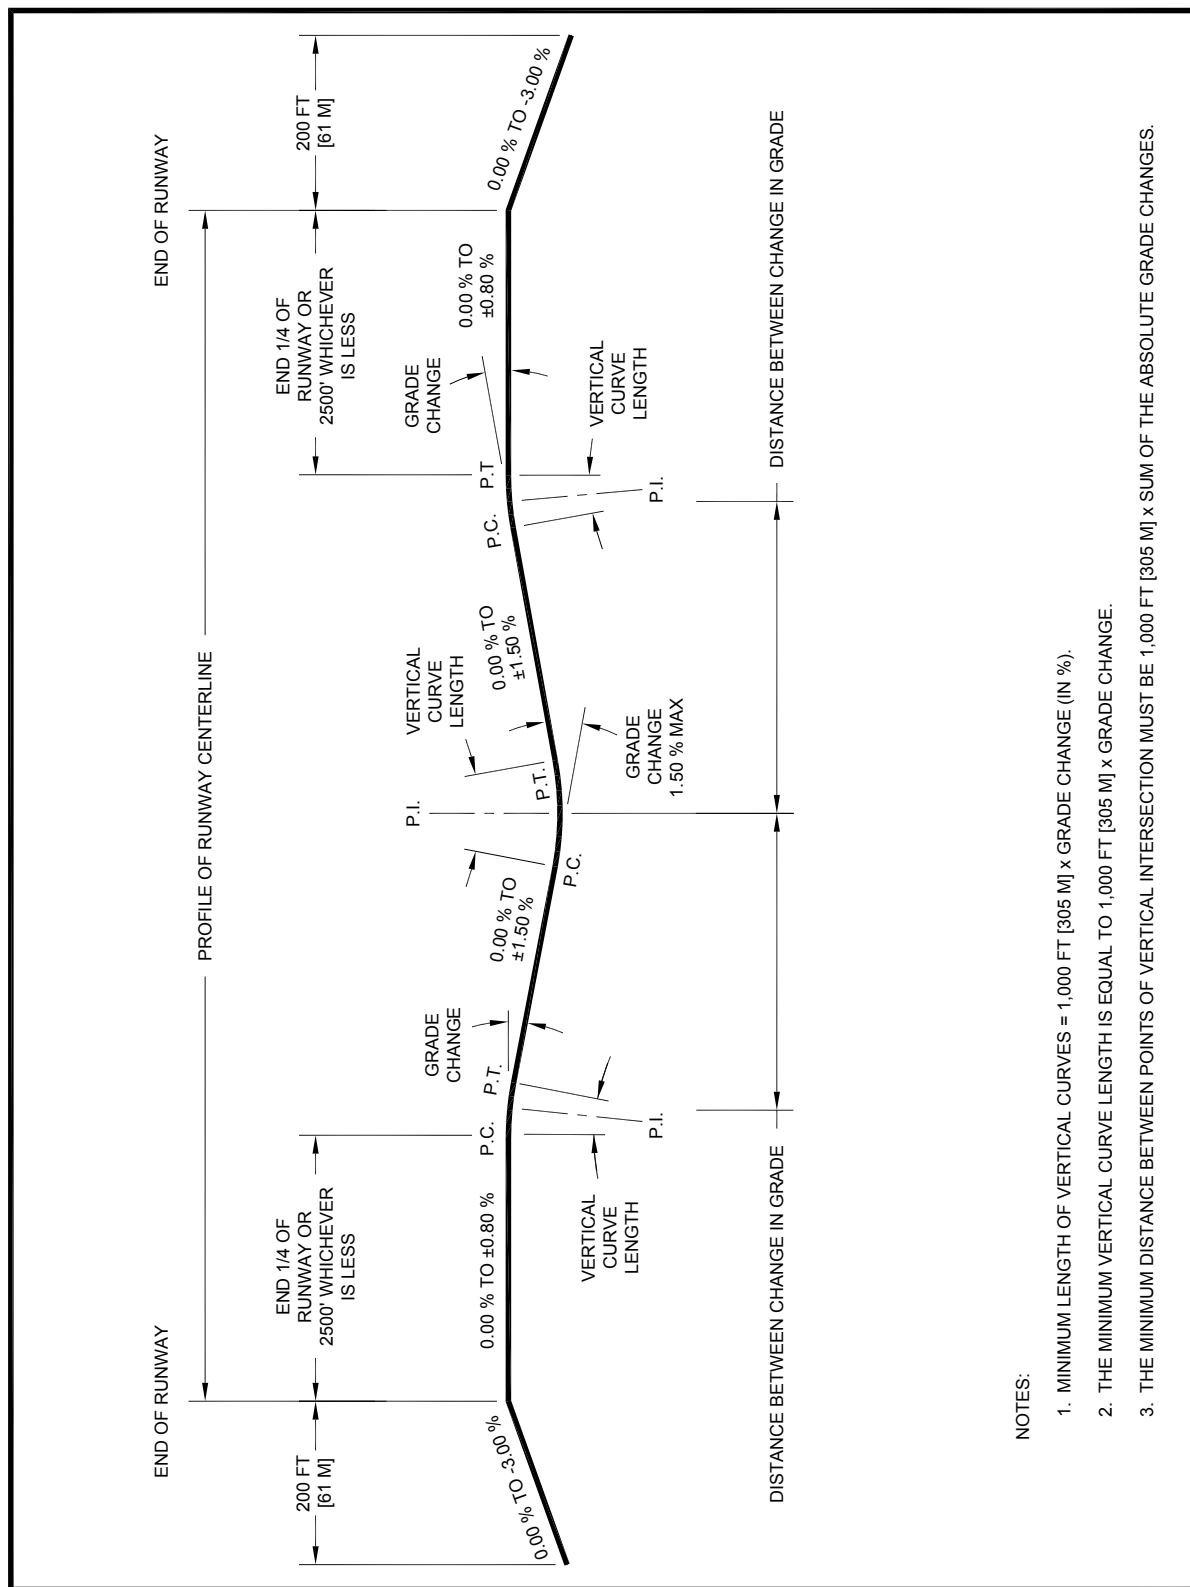 END OF RUNWAY
END OF RUNWAY
PROFILE OF RUNWAY CENTERLINE
200 FT
[61 M]
END 1/4 OF
RUNWAY OR
2500' WHICHEVER
IS LESS
END 1/4 OF
RUNWAY OR
2500' WHICHEVER
IS LESS
200 FT
[61 M]
0.00 % TO -3.00 %
0.00 % TO ±0.80 %
P.C.
P.T.
GRADE
CHANGE
0.00 % TO
±1.50 %
P.I.
VERTICAL
CURVE
LENGTH
P.C.
P.T.
0.00 % TO
±1.50 %
P.C.
P.T
GRADE
CHANGE
0.00 % TO
±0.80 %
0.00 % TO -3.00 %
VERTICAL
CURVE
LENGTH
P.I.
GRADE
CHANGE
1.50 % MAX
P.I.
VERTICAL
CURVE
LENGTH
DISTANCE BETWEEN CHANGE IN GRADE
DISTANCE BETWEEN CHANGE IN GRADE
NOTES:
1. MINIMUM LENGTH OF VERTICAL CURVES = 1,000 FT [305 M] x GRADE CHANGE (IN %).
2. THE MINIMUM VERTICAL CURVE LENGTH IS EQUAL TO 1,000 FT [305 M] x GRADE CHANGE.
3. THE MINIMUM DISTANCE BETWEEN POINTS OF VERTICAL INTERSECTION MUST BE 1,000 FT [305 M] x SUM OF THE ABSOLUTE GRADE CHANGES.